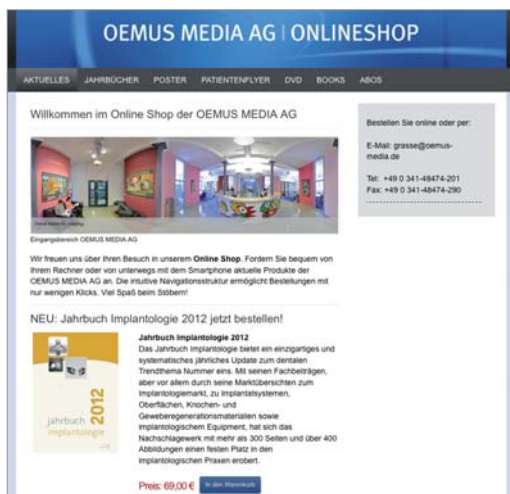 OEMUS MEDIA AG | ONLINESHOP
AKTUELLES JAHRBÜCHER POSTER PATIENTENFLYER DVD BOOKS ABOS
Willkommen im Online Shop der OEMUS MEDIA AG
Eingangsbereich OEMUS MEDIA AG
Wir freuen uns über Ihren Besuch in unserem Online Shop. Fordern Sie bequem von
Ihrem Rechner oder von unterwegs mit dem Smartphone aktuelle Produkte der
OEMUS MEDIA AG an. Die intuitive Navigationsstruktur ermöglicht Bestellungen mit
nur wenigen Klicks. Viel Spaß beim Stöbern!
NEU: Jahrbuch Implantologie 2012 jetzt bestellen!
jahrbuch 2012
implantologie
Jahrbuch Implantologie 2012
Das Jahrbuch Implantologie bietet ein einzigartiges und
systematisches jährliches Update zum dentalen
Trendthema Nummer eins. Mit seinen Fachbeiträgen,
aber vor allem durch seine Marktübersichten zum
Implantologiemarkt, zu Implantatsystemen,
Oberflächen, Knochen- und
Geweberegenerationsmaterialien sowie
implantologischem Equipment, hat sich das
Nachschlagewerk mit mehr als 300 Seiten und über 400
Abbildungen einen festen Platz in den
implantologischen Praxen erobert.
Preis: 69,00 € In den Warenkorb
Bestellen Sie online oder per:
E-Mail: grasse@oemus-
media.de
Tel: +49 0 341-48474-201
Fax: +49 0 341-48474-290